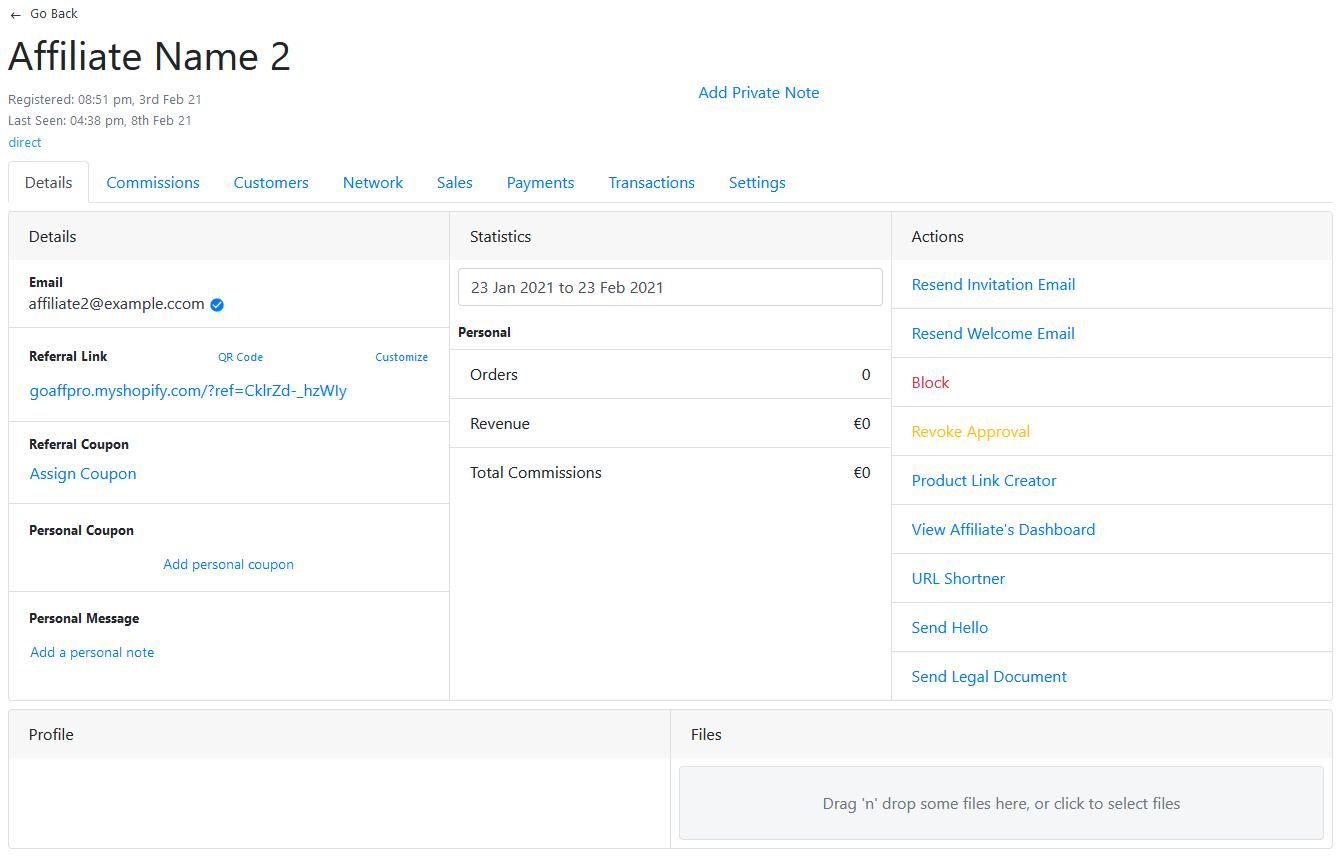 ← Go Back
Affiliate Name 2
Registered: 08:51 pm, 3rd Feb 21
Last Seen: 04:38 pm, 8th Feb 21
direct
Add Private Note
Details Commissions Customers Network Sales Payments Transactions Settings
Details
Email
affiliate2@example.ccom
Referral Link QR Code Customize
goaffpro.myshopify.com/?ref=CklrZd-_hzWIy
Referral Coupon
Assign Coupon
Personal Coupon
Add personal coupon
Personal Message
Add a personal note
Statistics
23 Jan 2021 to 23 Feb 2021
Personal
Orders 0
Revenue €0
Total Commissions €0
Actions
Resend Invitation Email
Resend Welcome Email
Block
Revoke Approval
Product Link Creator
View Affiliate's Dashboard
URL Shortner
Send Hello
Send Legal Document
Profile
Files
Drag 'n' drop some files here, or click to select files